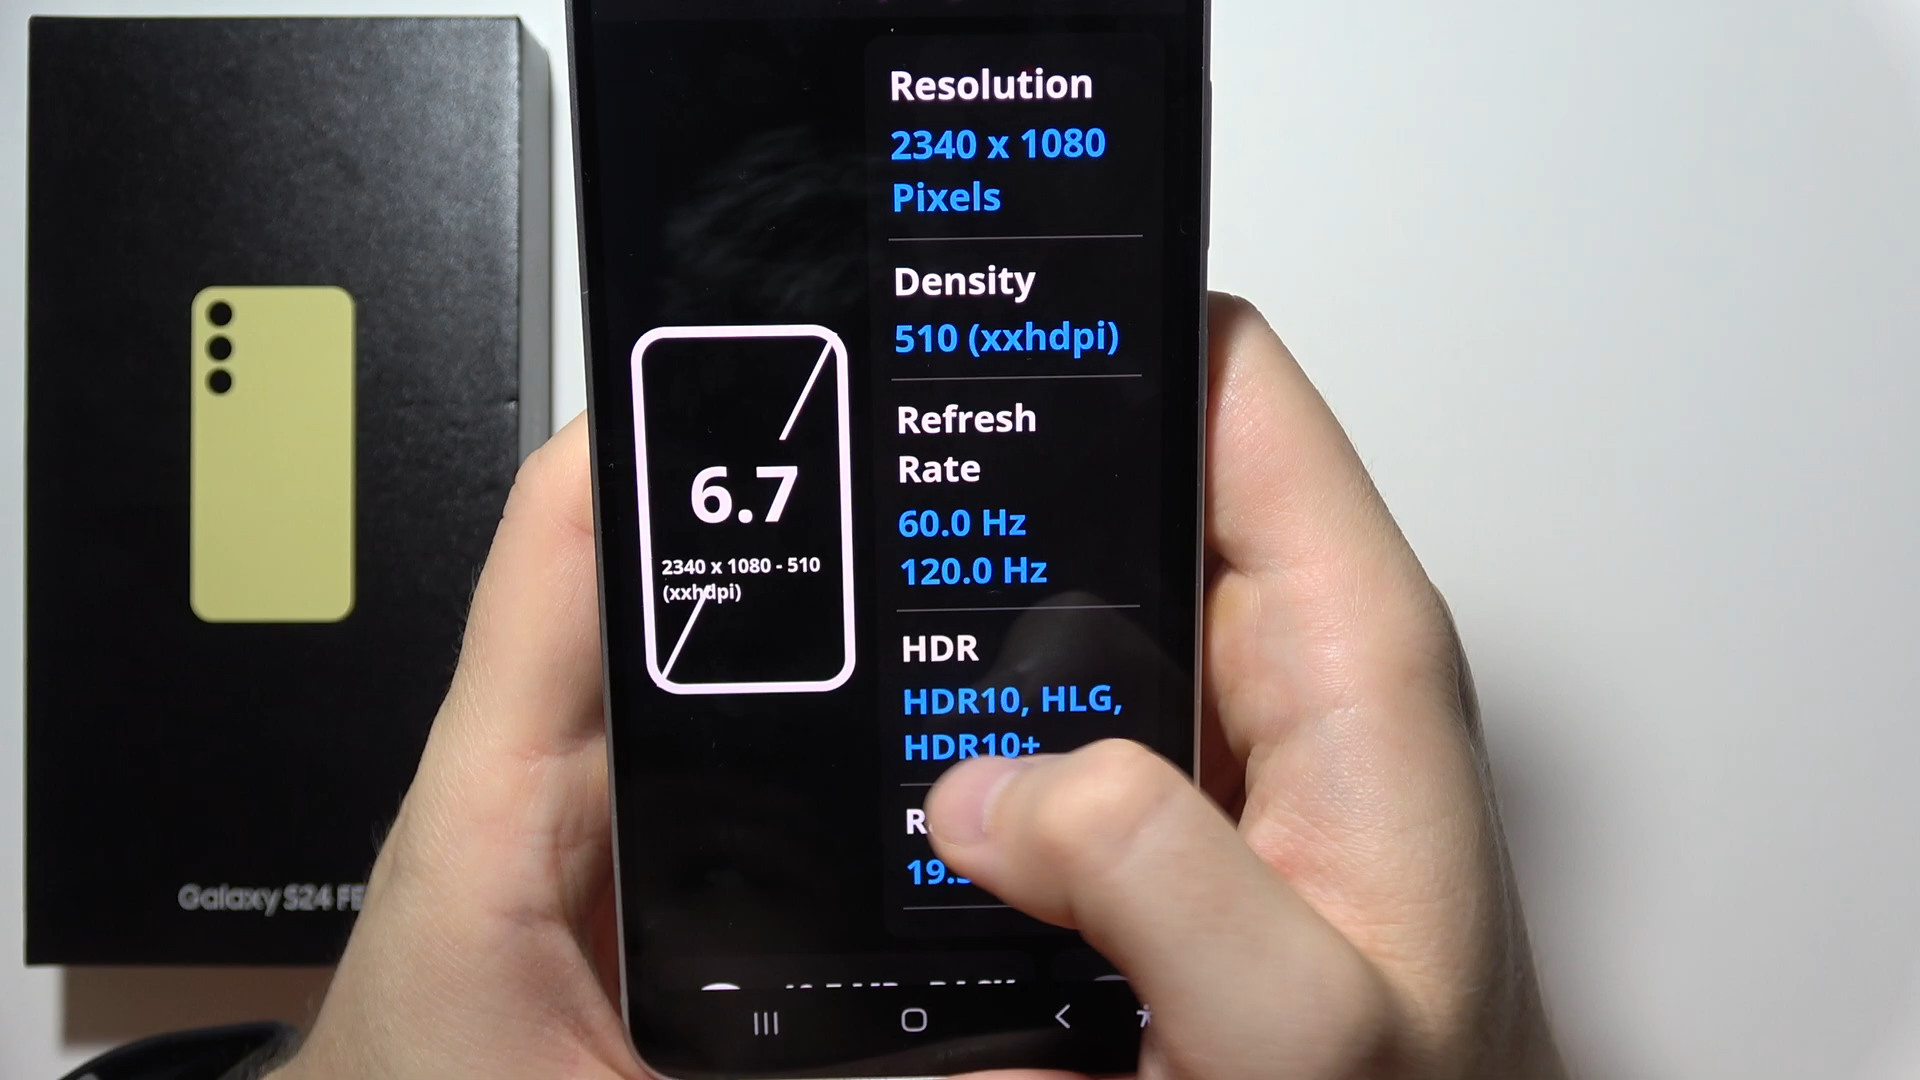 Resolution
2340 x 1080
Pixels
Density
510 (xxhdpi)
Refresh
Rate
60.0 Hz
120.0 Hz
HDR
HDR10, HLG,
HDR10+
6.7
2340 x 1080 - 510
(xxhdpi)
Galaxy S24 FE